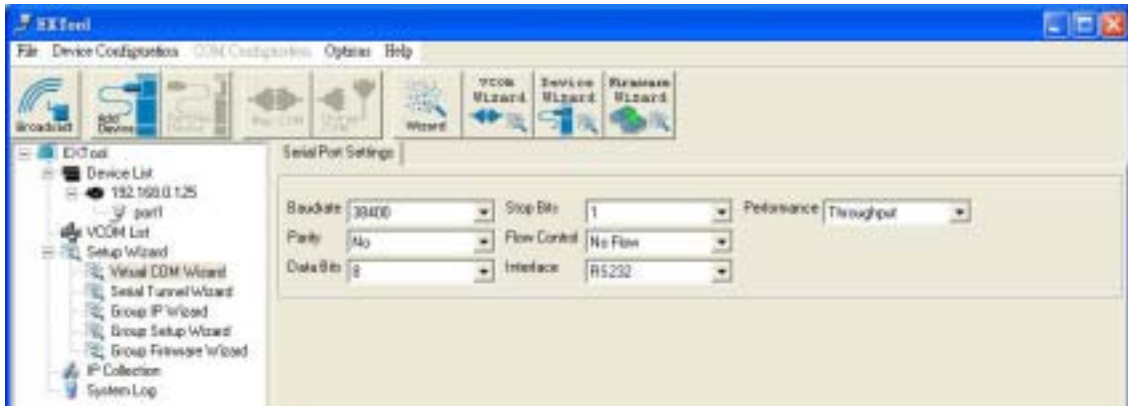 EXTool
File Device Configuration COM Configuration Options Help
Broadcast
Add Device
Wizard
VCOM Wizard
Device Wizard
Firmware Wizard
EXTool
Device List
192.168.0.125
port1
VCOM List
Setup Wizard
Virtual COM Wizard
Serial Tunnel Wizard
Group IP Wizard
Group Setup Wizard
Group Firmware Wizard
IP Collection
System Log
Serial Port Settings
Baudrate 38400 Stop Bits 1 Performance Throughput
Parity No Flow Control No Flow
Data Bits 8 Interface RS232